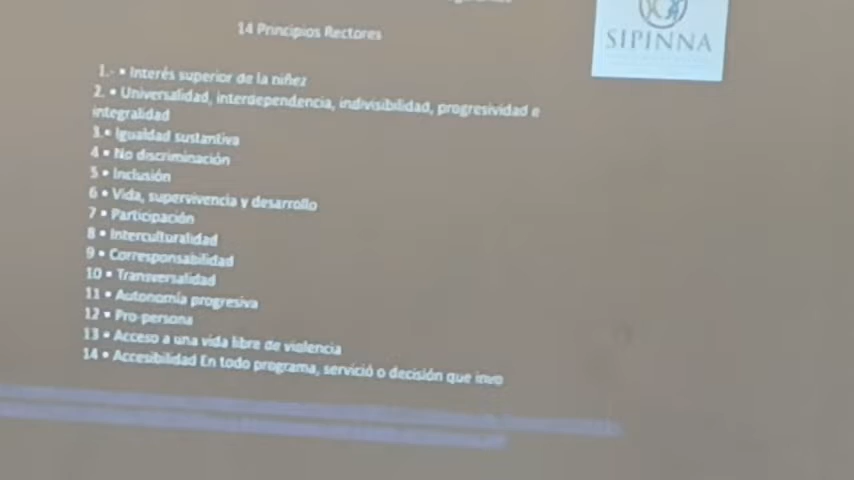 14 Principios Rectores
SIPINNA
1.- • Interés superior de la niñez
2. • Universalidad, interdependencia, indivisibilidad, progresividad e
integralidad
3.• Igualdad sustantiva
4 • No discriminación
5 • Inclusión
6 • Vida, supervivencia y desarrollo
7 • Participación
8 • Interculturalidad
9 • Corresponsabilidad
10 • Transversalidad
11 • Autonomía progresiva
12 • Pro-persona
13 • Acceso a una vida libre de violencia
14 • Accesibilidad En todo programa, servició o decisión que invo